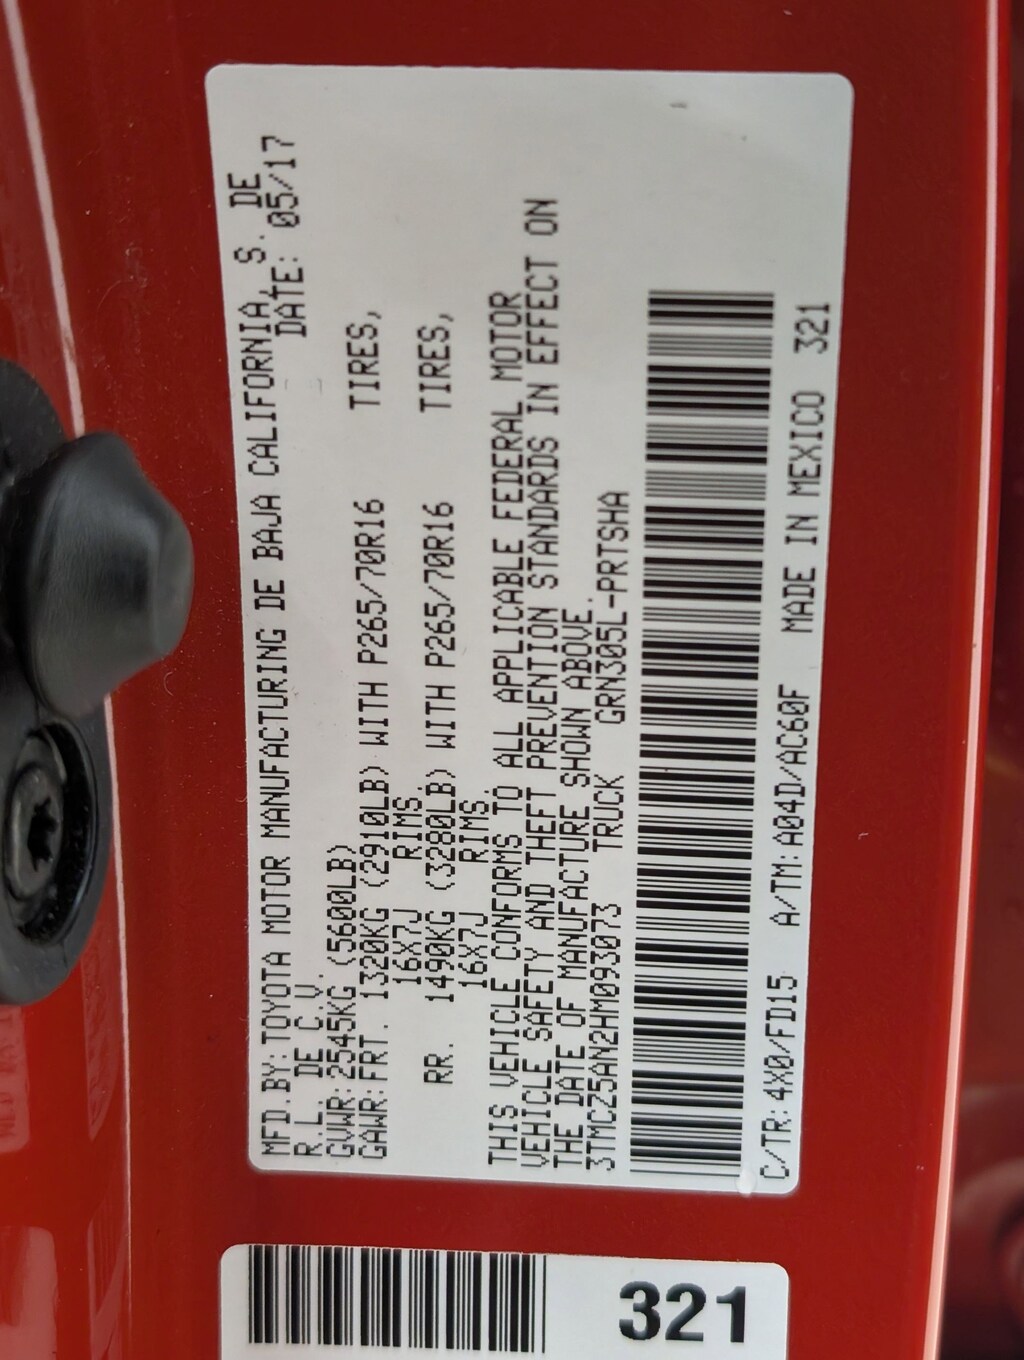 MFD.BY:TOYOTA MOTOR MANUFACTURING DE BAJA CALIFORNIA, S. DE
R.L. DE C.V. DATE: 05/17
GVWR:2545KG (5600LB)
GAWR:FRT. 1320KG (2910LB) WITH P265/70R16 TIRES,
16X7J RIMS,
RR. 1490KG (3280LB) WITH P265/70R16 TIRES,
16X7J RIMS.
THIS VEHICLE CONFORMS TO ALL APPLICABLE FEDERAL MOTOR
VEHICLE SAFETY AND THEFT PREVENTION STANDARDS IN EFFECT ON
THE DATE OF MANUFACTURE SHOWN ABOVE.
3TMCZ5AN2HM093073 TRUCK GRN305L-PRTSHA
C/TR:4X0/FD15 A/TM:A04D/AC60F MADE IN MEXICO 321
321